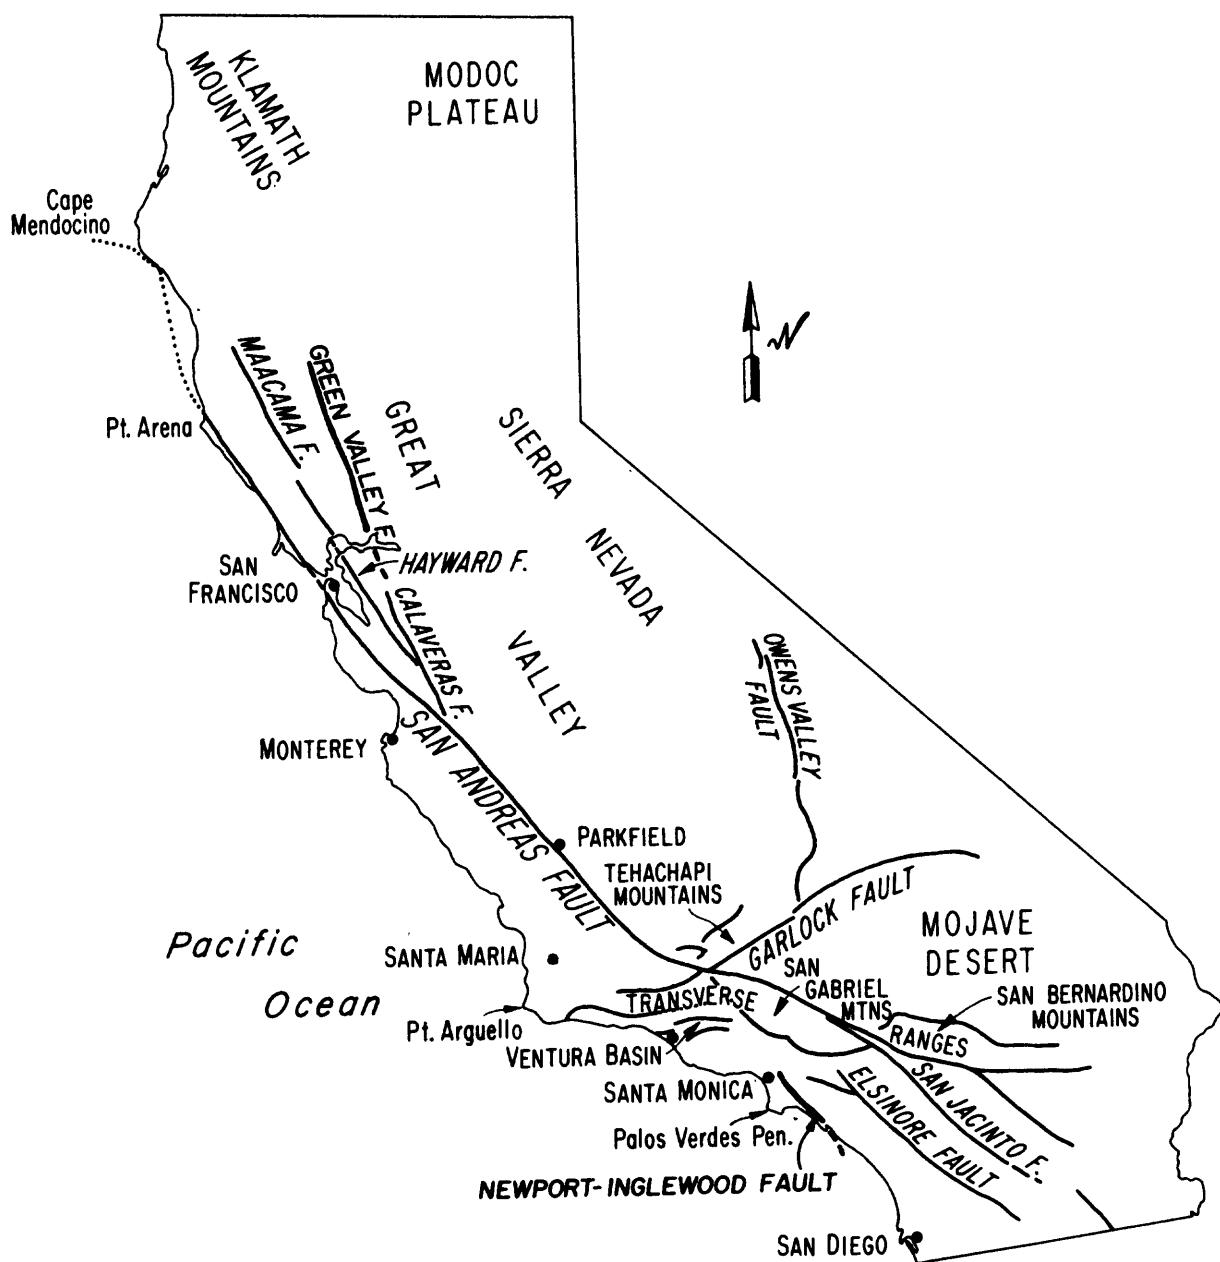 KLAMATH
MOUNTAINS
MODOC
PLATEAU
Cape
Mendocino
N
MAACAMA F.
GREEN VALLEY F.
GREAT
SIERRA
Pt. Arena
NEVADA
HAYWARD F.
SAN
FRANCISCO
CALAVERAS F.
VALLEY
OWENS VALLEY
FAULT
MONTEREY
SAN ANDREAS FAULT
PARKFIELD
TEHACHAPI
MOUNTAINS
GARLOCK FAULT
MOJAVE
DESERT
Pacific
Ocean
SANTA MARIA
SAN
GABRIEL
MTNS
TRANSVERSE
RANGES
SAN BERNARDINO
MOUNTAINS
Pt. Arguello
VENTURA BASIN
SANTA MONICA
ELSINORE FAULT
SAN JACINTO F.
Palos Verdes Pen.
NEWPORT-INGLEWOOD FAULT
SAN DIEGO